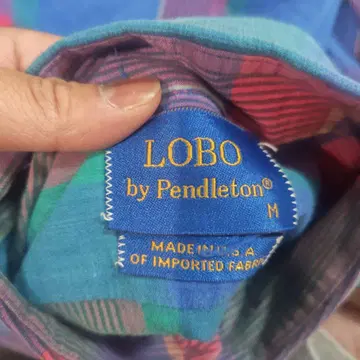 LOBO
by Pendleton®
M
MADE IN U.S.A
OF IMPORTED FABRIC